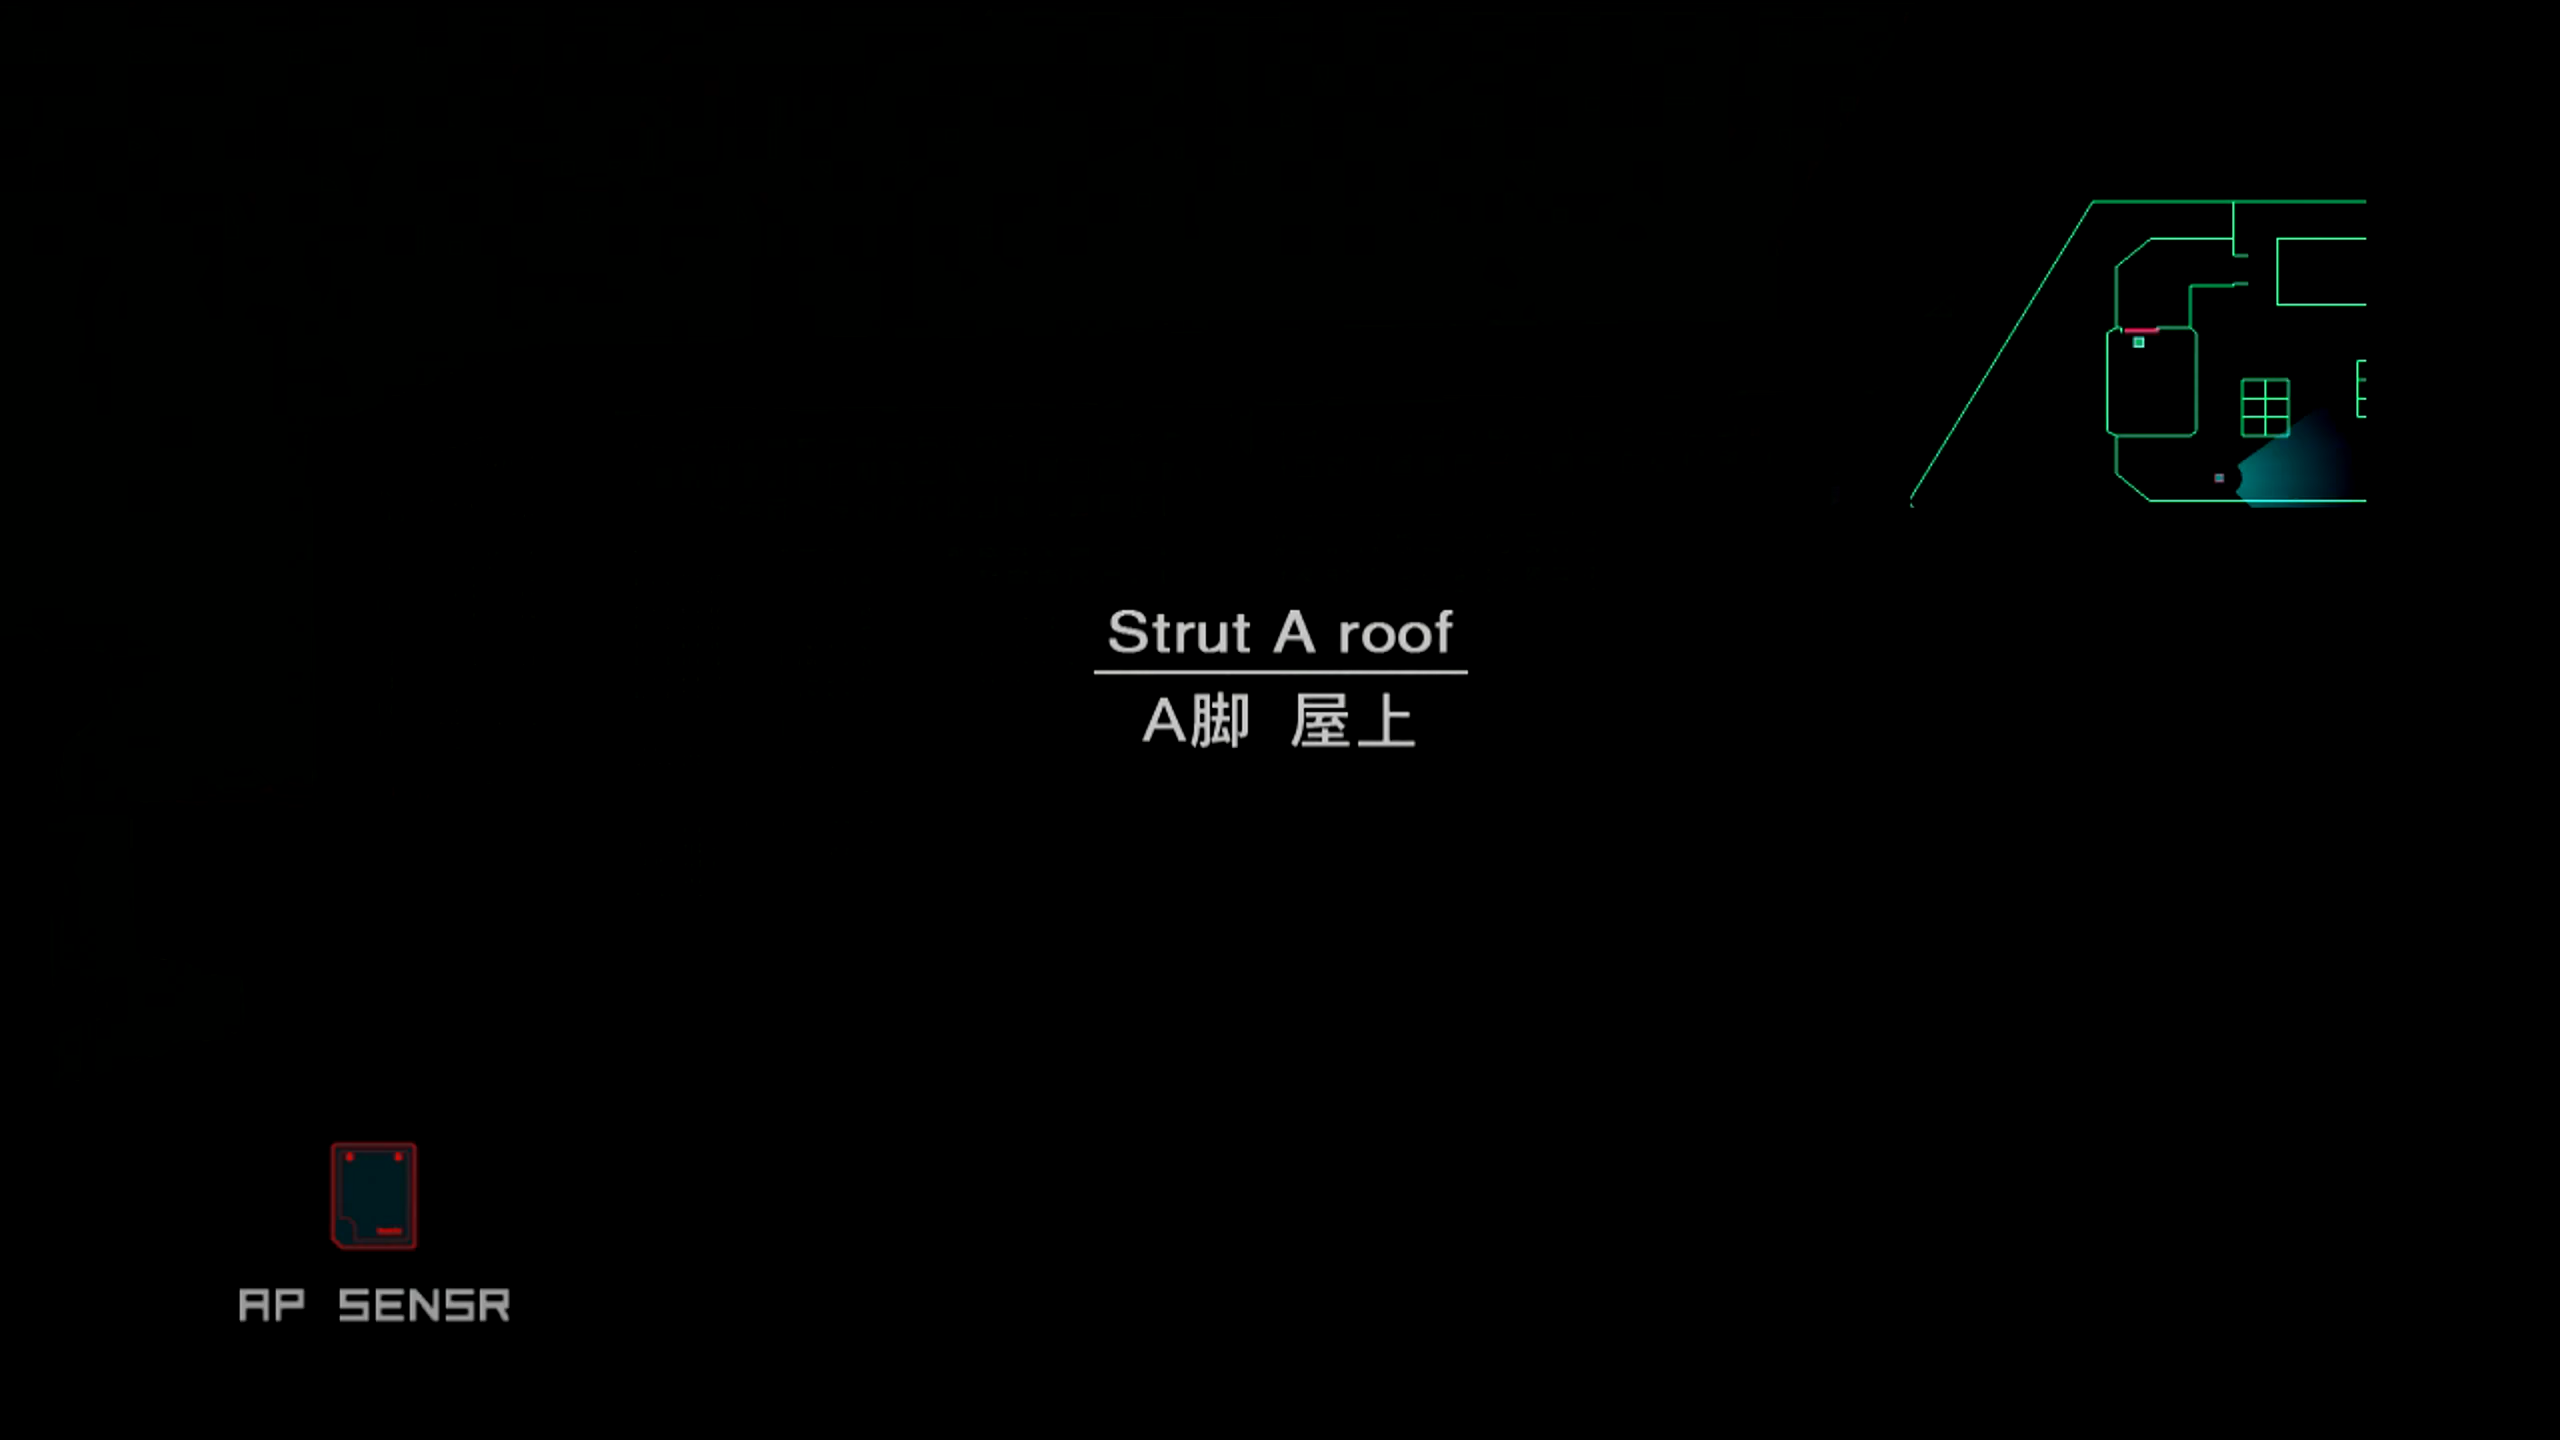 Strut A roof
A脚 屋上
AP SENSR